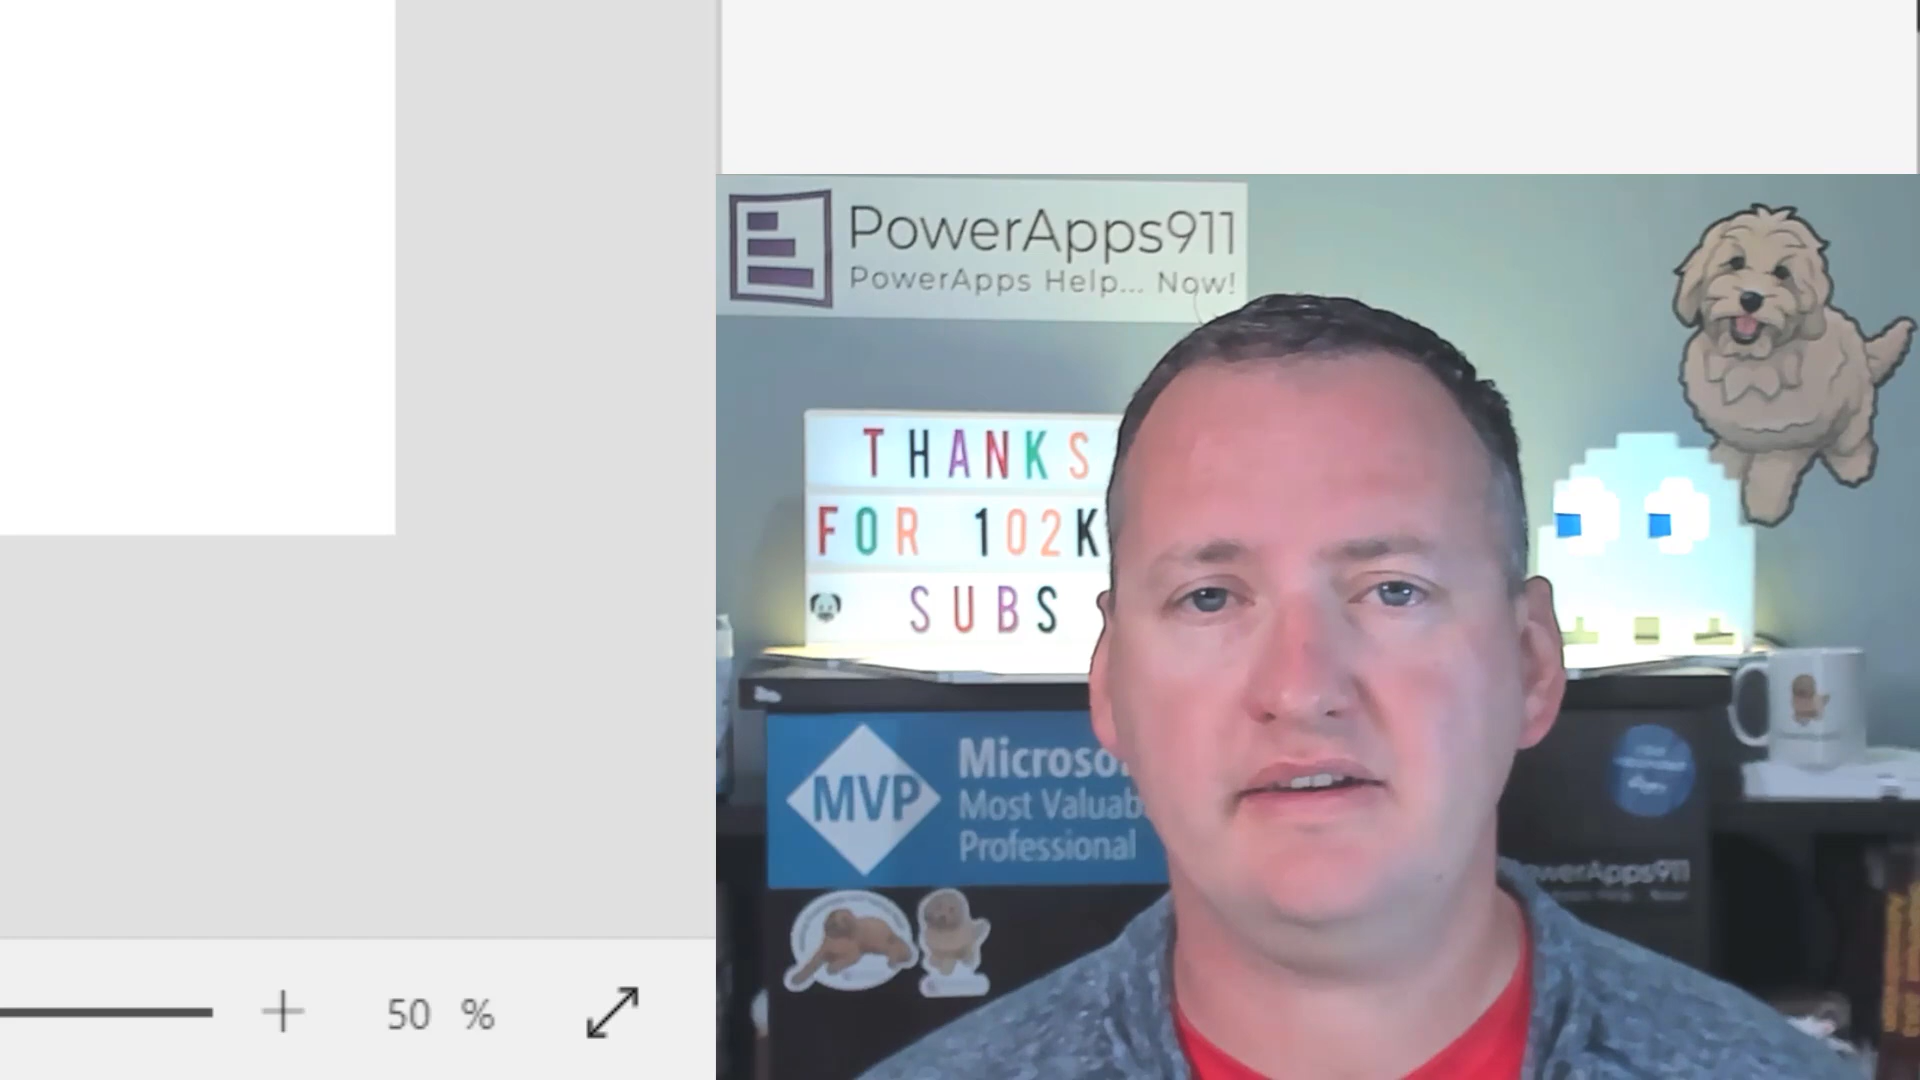 PowerApps911
PowerApps Help... Now!
THANKS
FOR 102K
SUBS
MVP
Microso
Most Valuab
Professional
PowerApps911
50 %